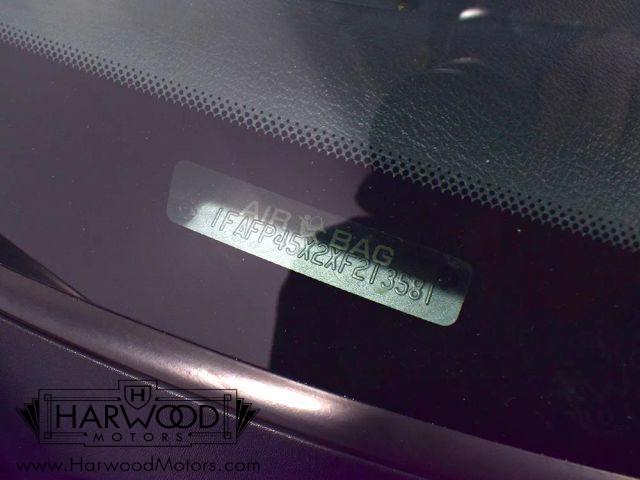 AIR BAG
1FAFP45X2XF213581
H
HARWOOD
MOTORS
www.HarwoodMotors.com